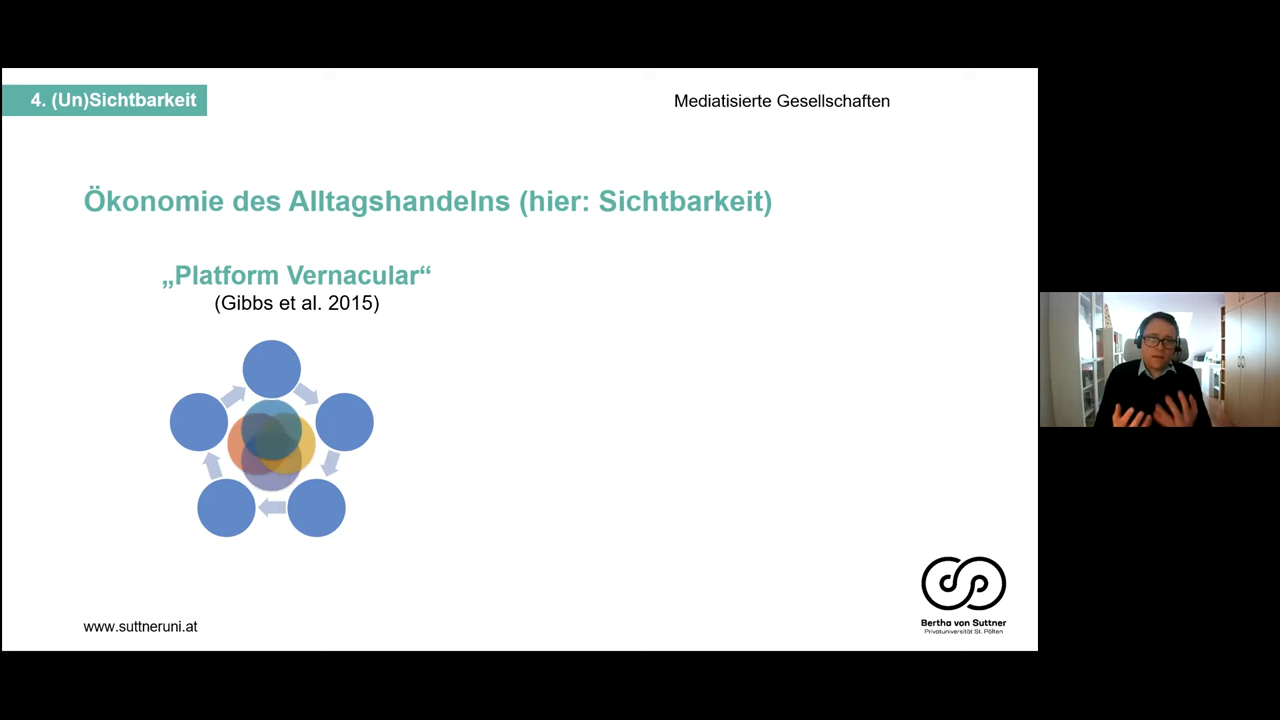 4. (Un)Sichtbarkeit
Mediatisierte Gesellschaften
Ökonomie des Alltagshandelns (hier: Sichtbarkeit)
„Platform Vernacular“
(Gibbs et al. 2015)
www.suttneruni.at
Bertha von Suttner
Privatuniversität St. Pölten